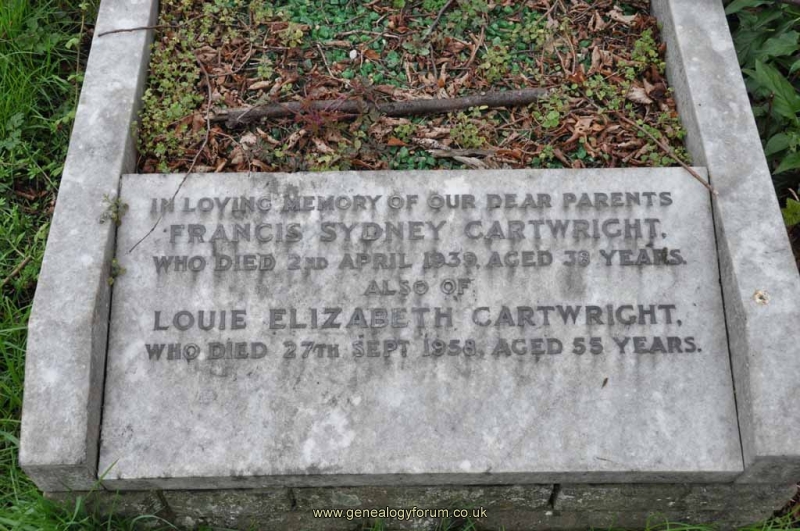 IN LOVING MEMORY OF OUR DEAR PARENTS
FRANCIS SYDNEY CARTWRIGHT,
WHO DIED 2ND APRIL 1939, AGED 38 YEARS.
ALSO OF
LOUIE ELIZABETH CARTWRIGHT,
WHO DIED 27TH SEPT 1958, AGED 55 YEARS.
www.genealogyforum.co.uk